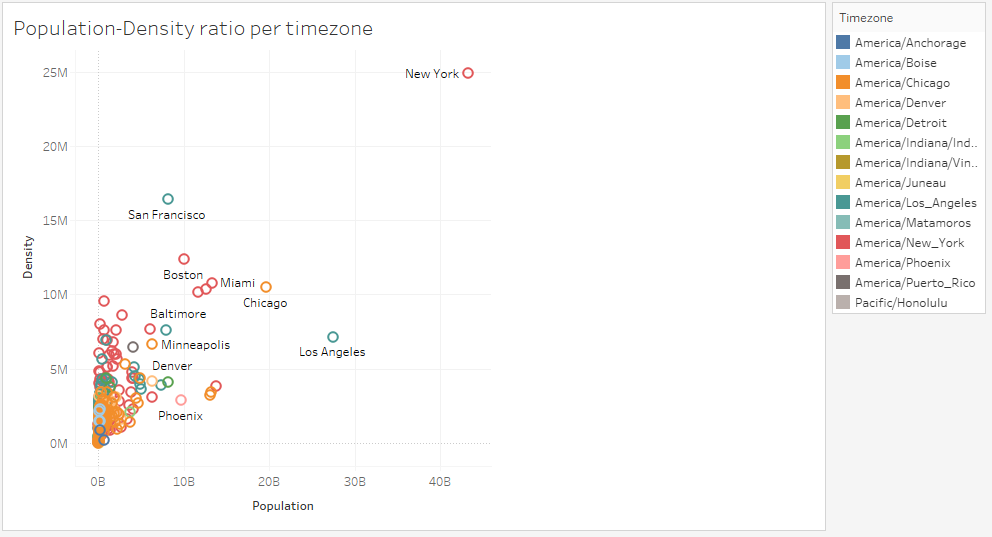 Population-Density ratio per timezone
Timezone
America/Anchorage
America/Boise
America/Chicago
America/Denver
America/Detroit
America/Indiana/Ind..
America/Indiana/Vin..
America/Juneau
America/Los_Angeles
America/Matamoros
America/New_York
America/Phoenix
America/Puerto_Rico
Pacific/Honolulu
Density
25M
20M
15M
10M
5M
0M
New York
San Francisco
Boston
Miami
Chicago
Baltimore
Minneapolis
Los Angeles
Denver
Phoenix
0B
10B
20B
30B
40B
Population